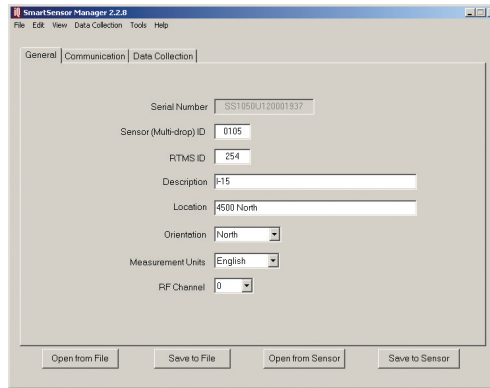 SmartSensor Manager 2.2.8
File Edit View Data Collection Tools Help
General Communication Data Collection
Serial Number SS1050U120001937
Sensor (Multi-drop) ID 0105
RTMS ID 254
Description I-15
Location 4500 North
Orientation North
Measurement Units English
RF Channel 0
Open from File Save to File Open from Sensor Save to Sensor